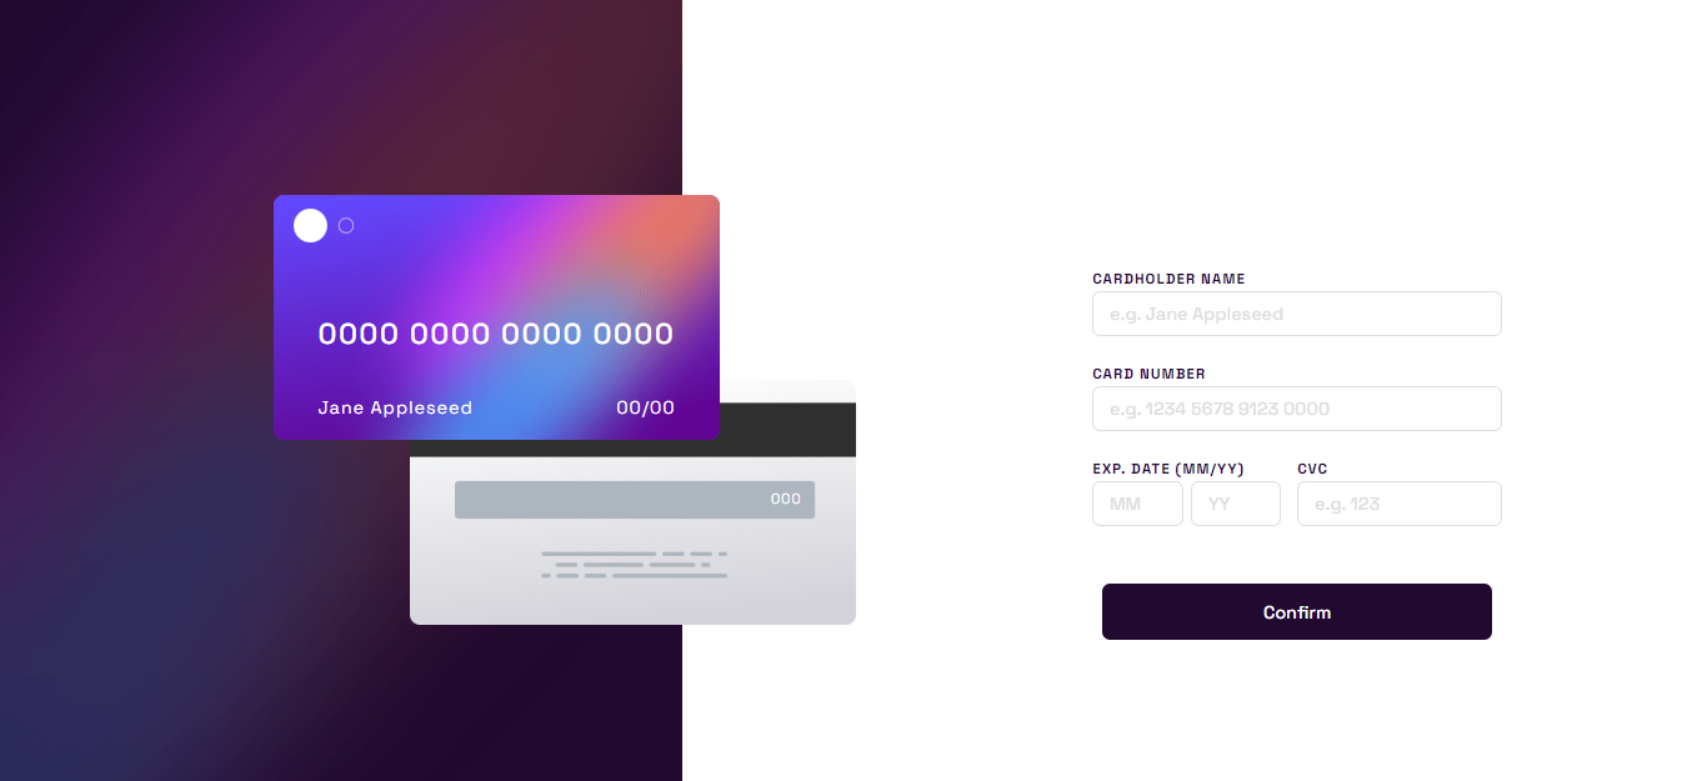 0000 0000 0000 0000
Jane Appleseed 00/00
000
CARDHOLDER NAME
e.g. Jane Appleseed
CARD NUMBER
e.g. 1234 5678 9123 0000
EXP. DATE (MM/YY) CVC
MM YY e.g. 123
Confirm